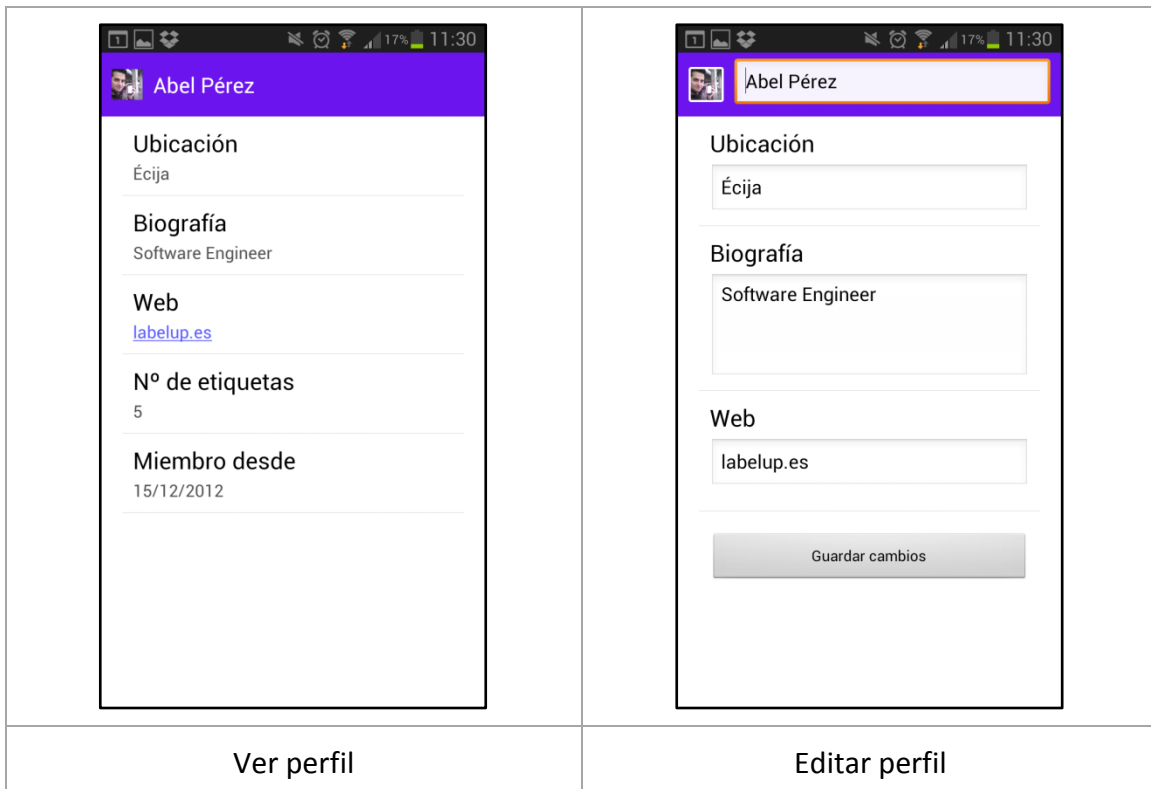 1 17% 11:30
Abel Pérez
Ubicación
Écija
Biografía
Software Engineer
Web
labelup.es
Nº de etiquetas
5
Miembro desde
15/12/2012
Ver perfil
1 17% 11:30
Abel Pérez
Ubicación
Écija
Biografía
Software Engineer
Web
labelup.es
Guardar cambios
Editar perfil